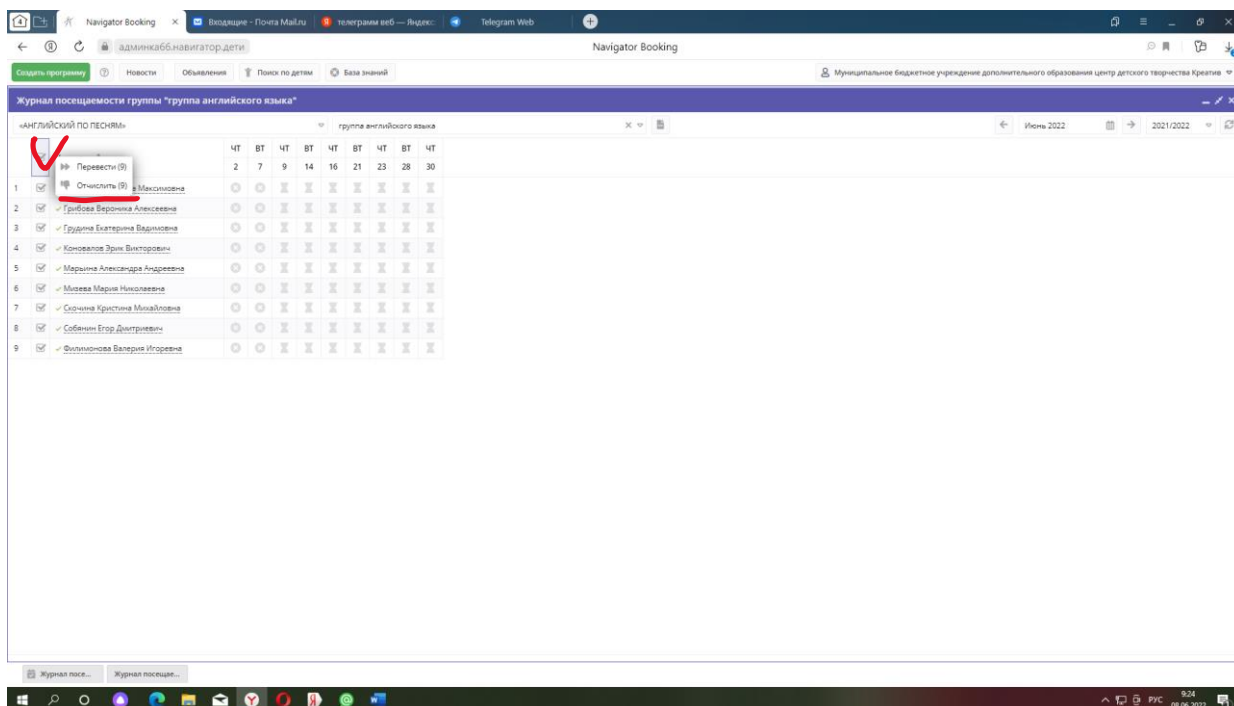 4 Navigator Booking Входящие - Почта Mail.ru телеграмм веб — Яндекс Telegram Web
Я админка66.навигатор.дети Navigator Booking
Создать программу Новости Объявления Поиск по детям База знаний Муниципальное бюджетное учреждение дополнительного образования центр детского творчества Креатив
Журнал посещаемости группы "группа английского языка"
«АНГЛИЙСКИЙ ПО ПЕСНЯМ» группа английского языка Июнь 2022 2021/2022
ЧТ ВТ ЧТ ВТ ЧТ ВТ ЧТ ВТ ЧТ
2 7 9 14 16 21 23 28 30
Перевести (9)
Отчислить (9)
1 Максимовна
2 Грибова Вероника Алексеевна
3 Грудина Екатерина Вадимовна
4 Коновалов Эрик Викторович
5 Марьина Александра Андреевна
6 Мизева Мария Николаевна
7 Скочина Кристина Михайловна
8 Собянин Егор Дмитриевич
9 Филимонова Валерия Игоревна
Журнал посе... Журнал посещае...
РУС 9:24
08.06.2022